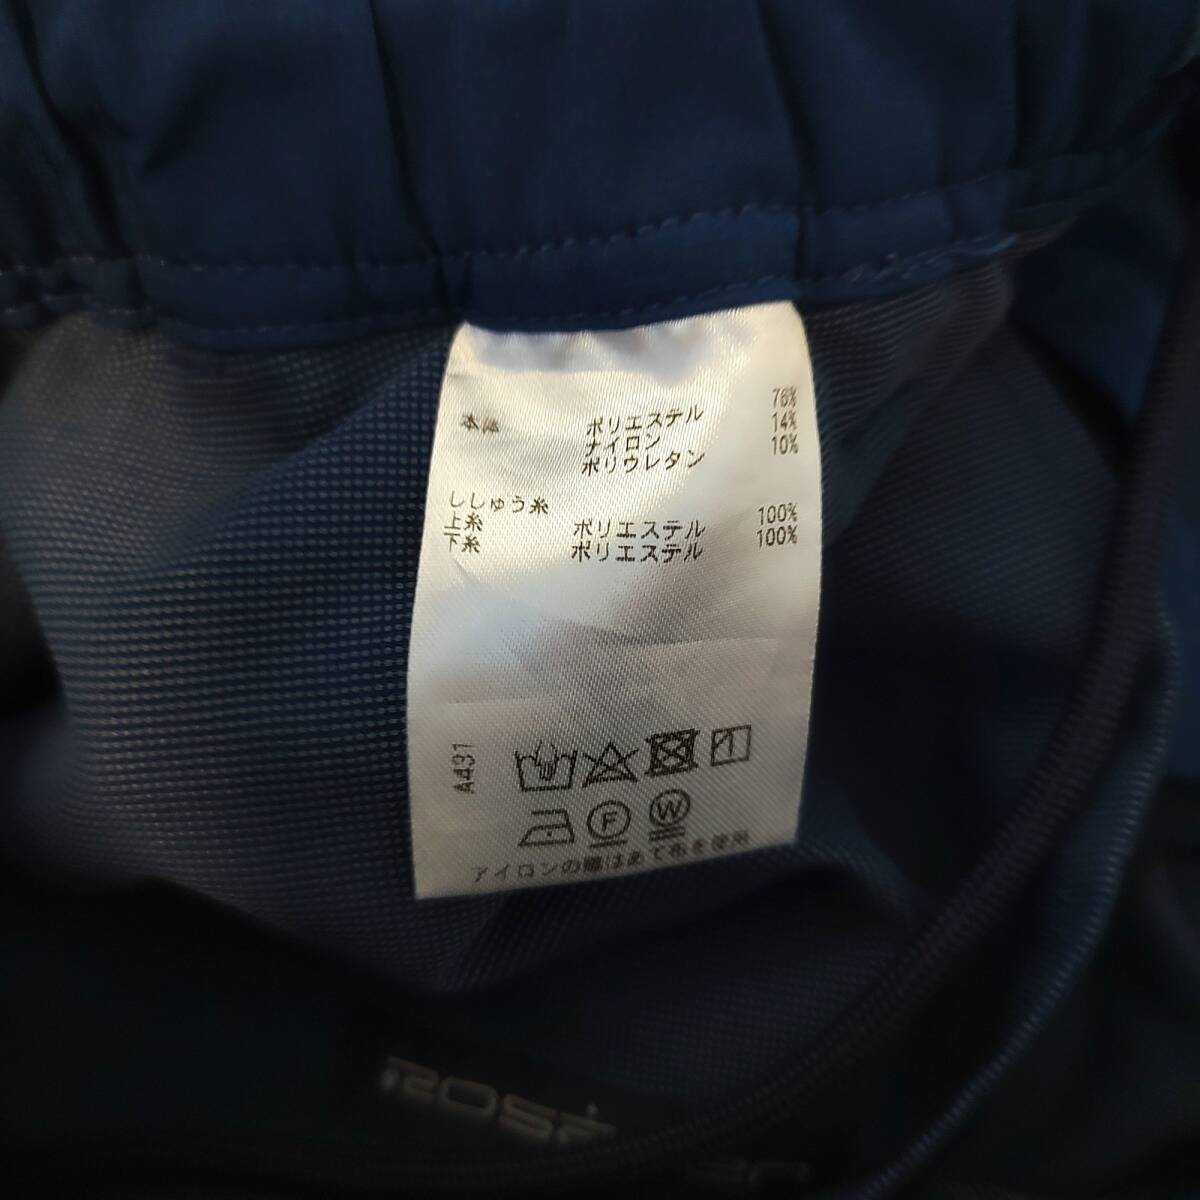 本体 ポリエステル 76%
ナイロン 14%
ポリウレタン 10%
ししゅう糸
上糸 ポリエステル 100%
下糸 ポリエステル 100%
A431
F W
アイロンの際はあて布を使用
ROSE